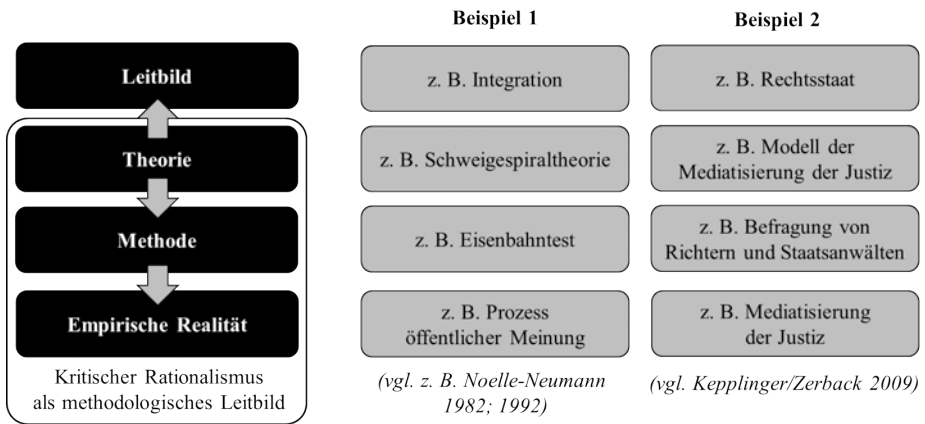 Beispiel 1
Beispiel 2
Leitbild
z. B. Integration
z. B. Rechtsstaat
Theorie
z. B. Schweigespiraltheorie
z. B. Modell der
Mediatisierung der Justiz
Methode
z. B. Eisenbahntest
z. B. Befragung von
Richtern und Staatsanwälten
Empirische Realität
z. B. Prozess
öffentlicher Meinung
z. B. Mediatisierung
der Justiz
Kritischer Rationalismus
als methodologisches Leitbild
(vgl. z. B. Noelle-Neumann
1982; 1992)
(vgl. Kepplinger/Zerback 2009)